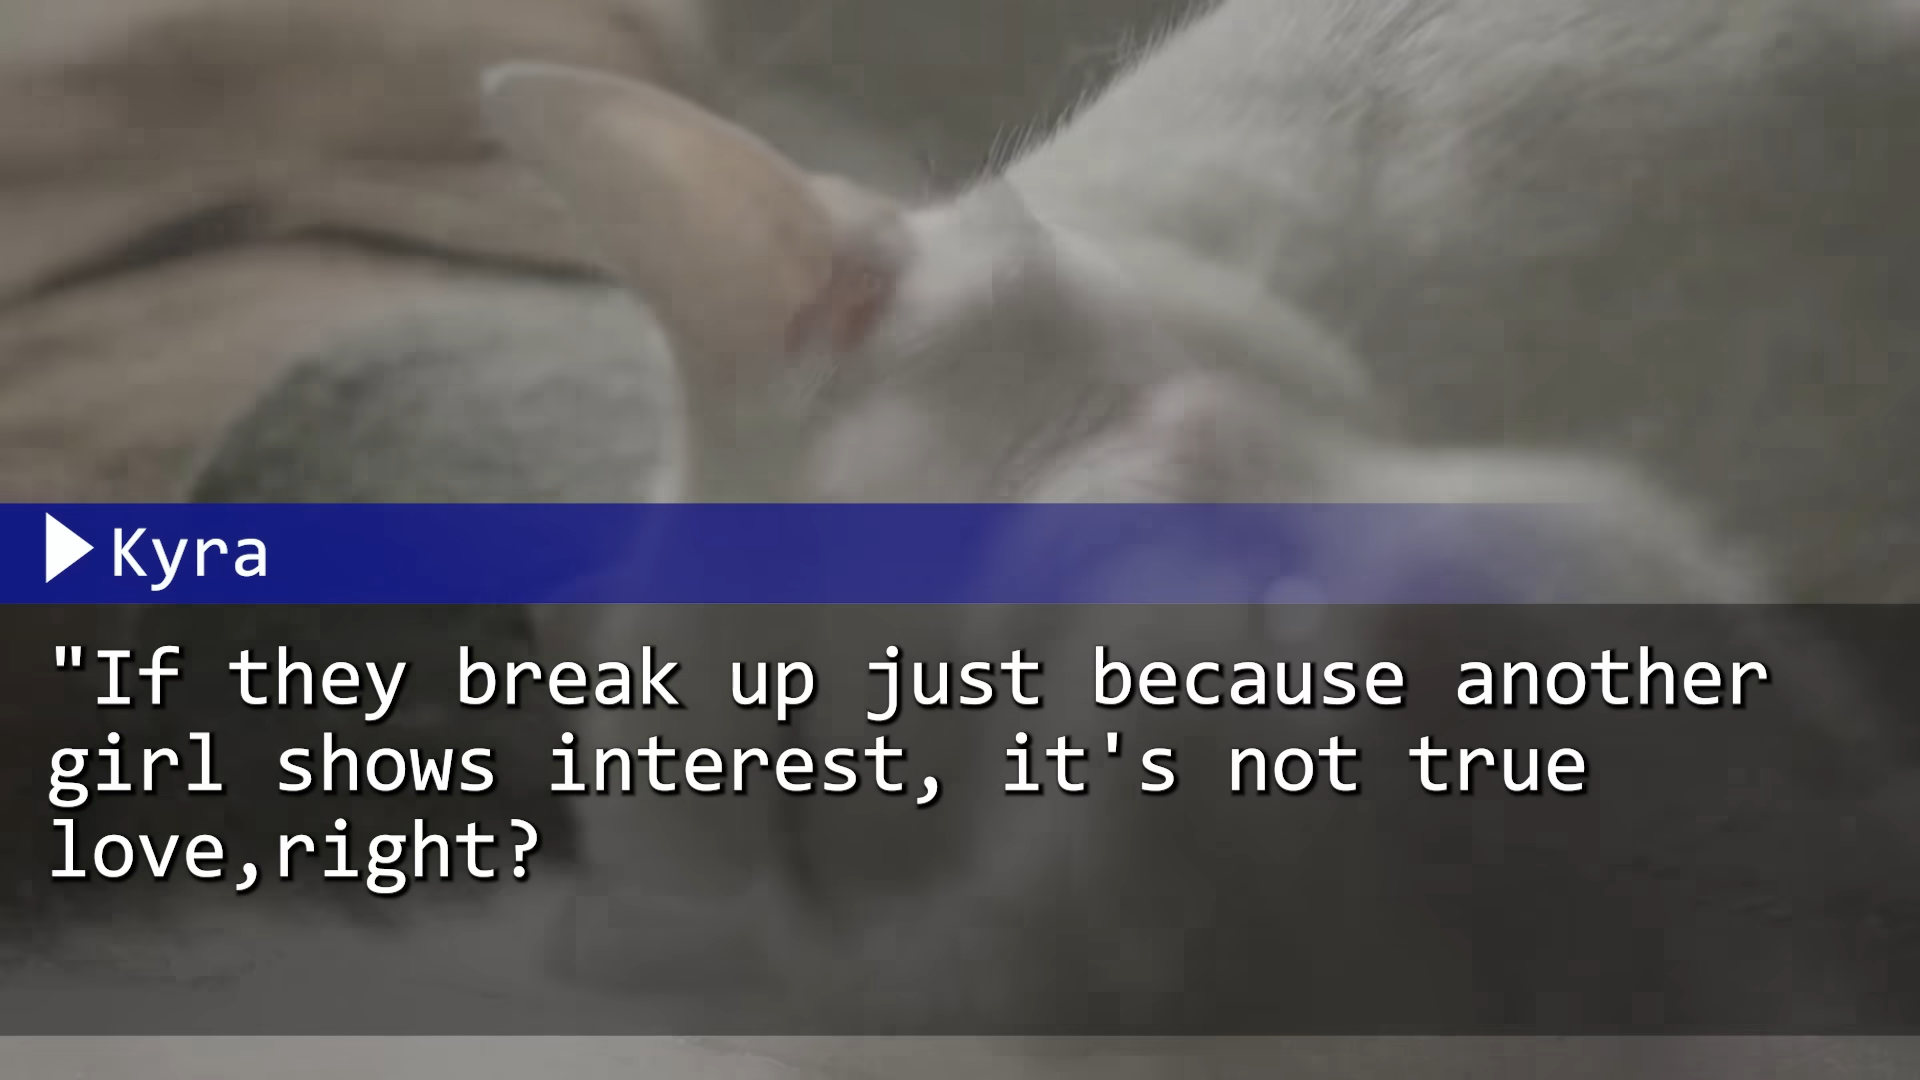 Kyra
"If they break up just because another
girl shows interest, it's not true
love,right?